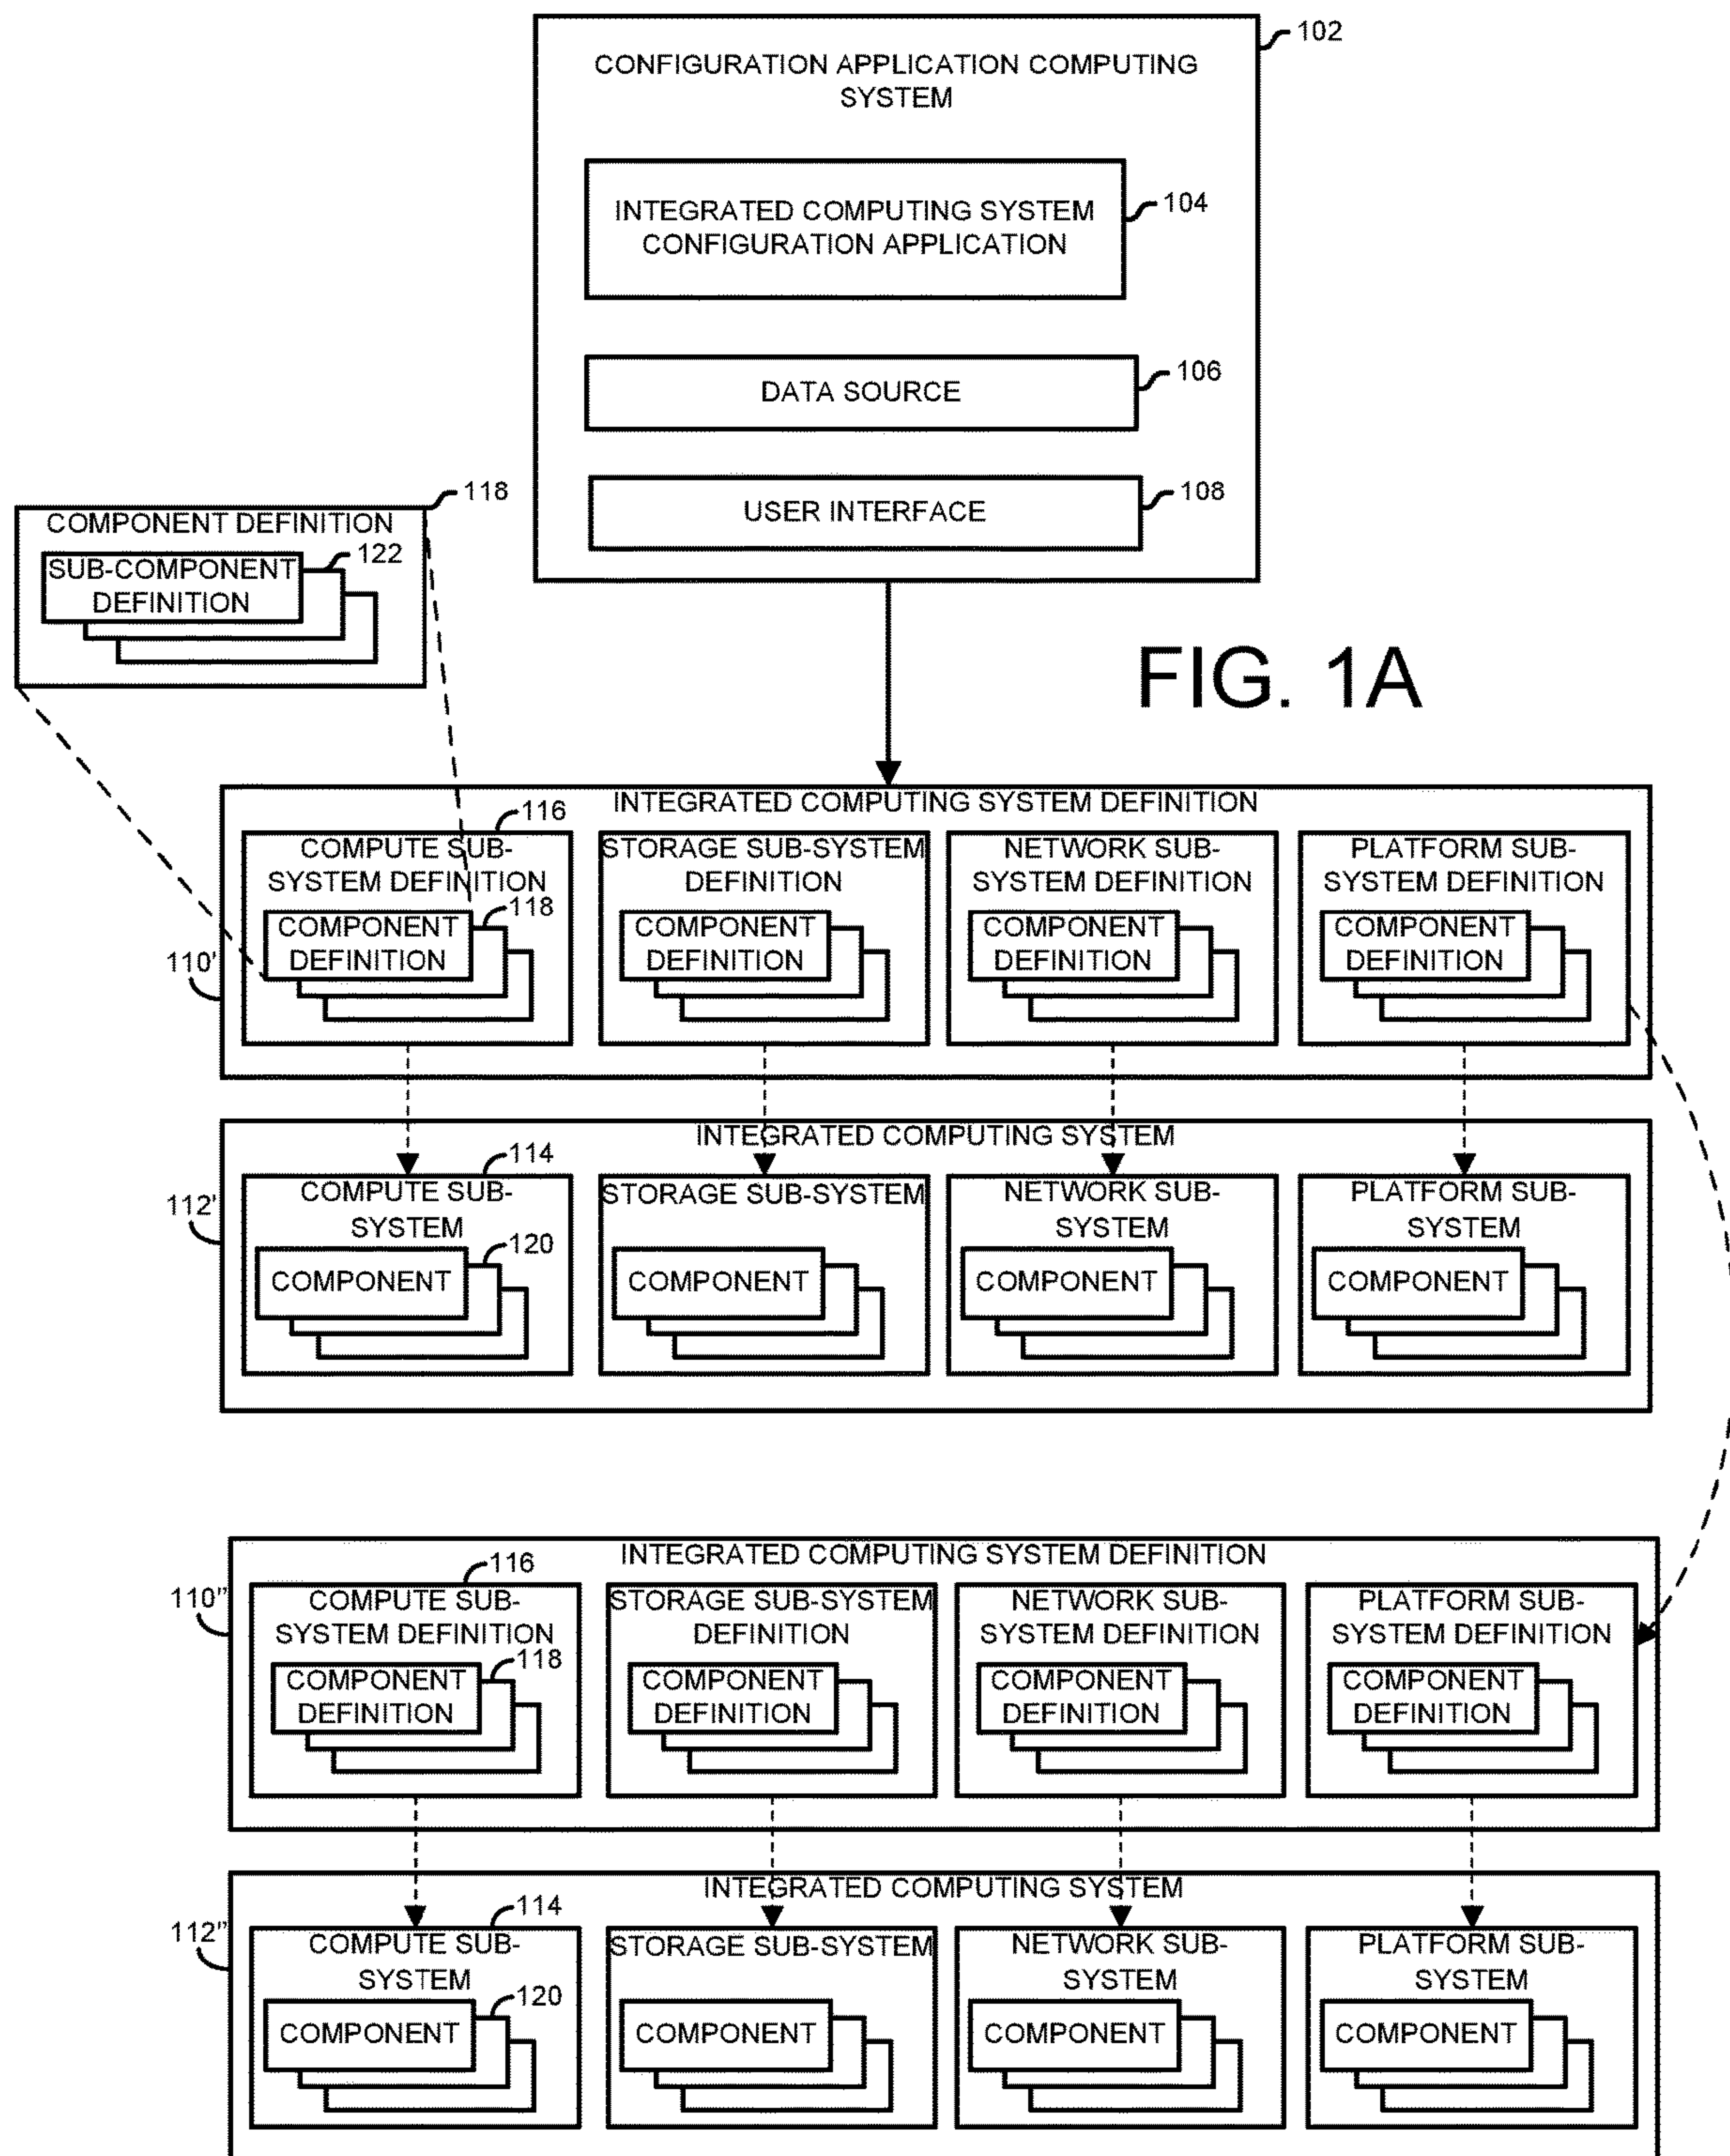 102
CONFIGURATION APPLICATION COMPUTING
SYSTEM
INTEGRATED COMPUTING SYSTEM
CONFIGURATION APPLICATION
104
DATA SOURCE
106
USER INTERFACE
108
118
COMPONENT DEFINITION
122
SUB-COMPONENT
DEFINITION
FIG. 1A
INTEGRATED COMPUTING SYSTEM DEFINITION
110'
116
COMPUTE SUB-
SYSTEM DEFINITION
118
COMPONENT
DEFINITION
STORAGE SUB-SYSTEM
DEFINITION
COMPONENT
DEFINITION
NETWORK SUB-
SYSTEM DEFINITION
COMPONENT
DEFINITION
PLATFORM SUB-
SYSTEM DEFINITION
COMPONENT
DEFINITION
INTEGRATED COMPUTING SYSTEM
112'
114
COMPUTE SUB-
SYSTEM
120
COMPONENT
STORAGE SUB-SYSTEM
COMPONENT
NETWORK SUB-
SYSTEM
COMPONENT
PLATFORM SUB-
SYSTEM
COMPONENT
INTEGRATED COMPUTING SYSTEM DEFINITION
110"
116
COMPUTE SUB-
SYSTEM DEFINITION
118
COMPONENT
DEFINITION
STORAGE SUB-SYSTEM
DEFINITION
COMPONENT
DEFINITION
NETWORK SUB-
SYSTEM DEFINITION
COMPONENT
DEFINITION
PLATFORM SUB-
SYSTEM DEFINITION
COMPONENT
DEFINITION
INTEGRATED COMPUTING SYSTEM
112"
114
COMPUTE SUB-
SYSTEM
120
COMPONENT
STORAGE SUB-SYSTEM
COMPONENT
NETWORK SUB-
SYSTEM
COMPONENT
PLATFORM SUB-
SYSTEM
COMPONENT